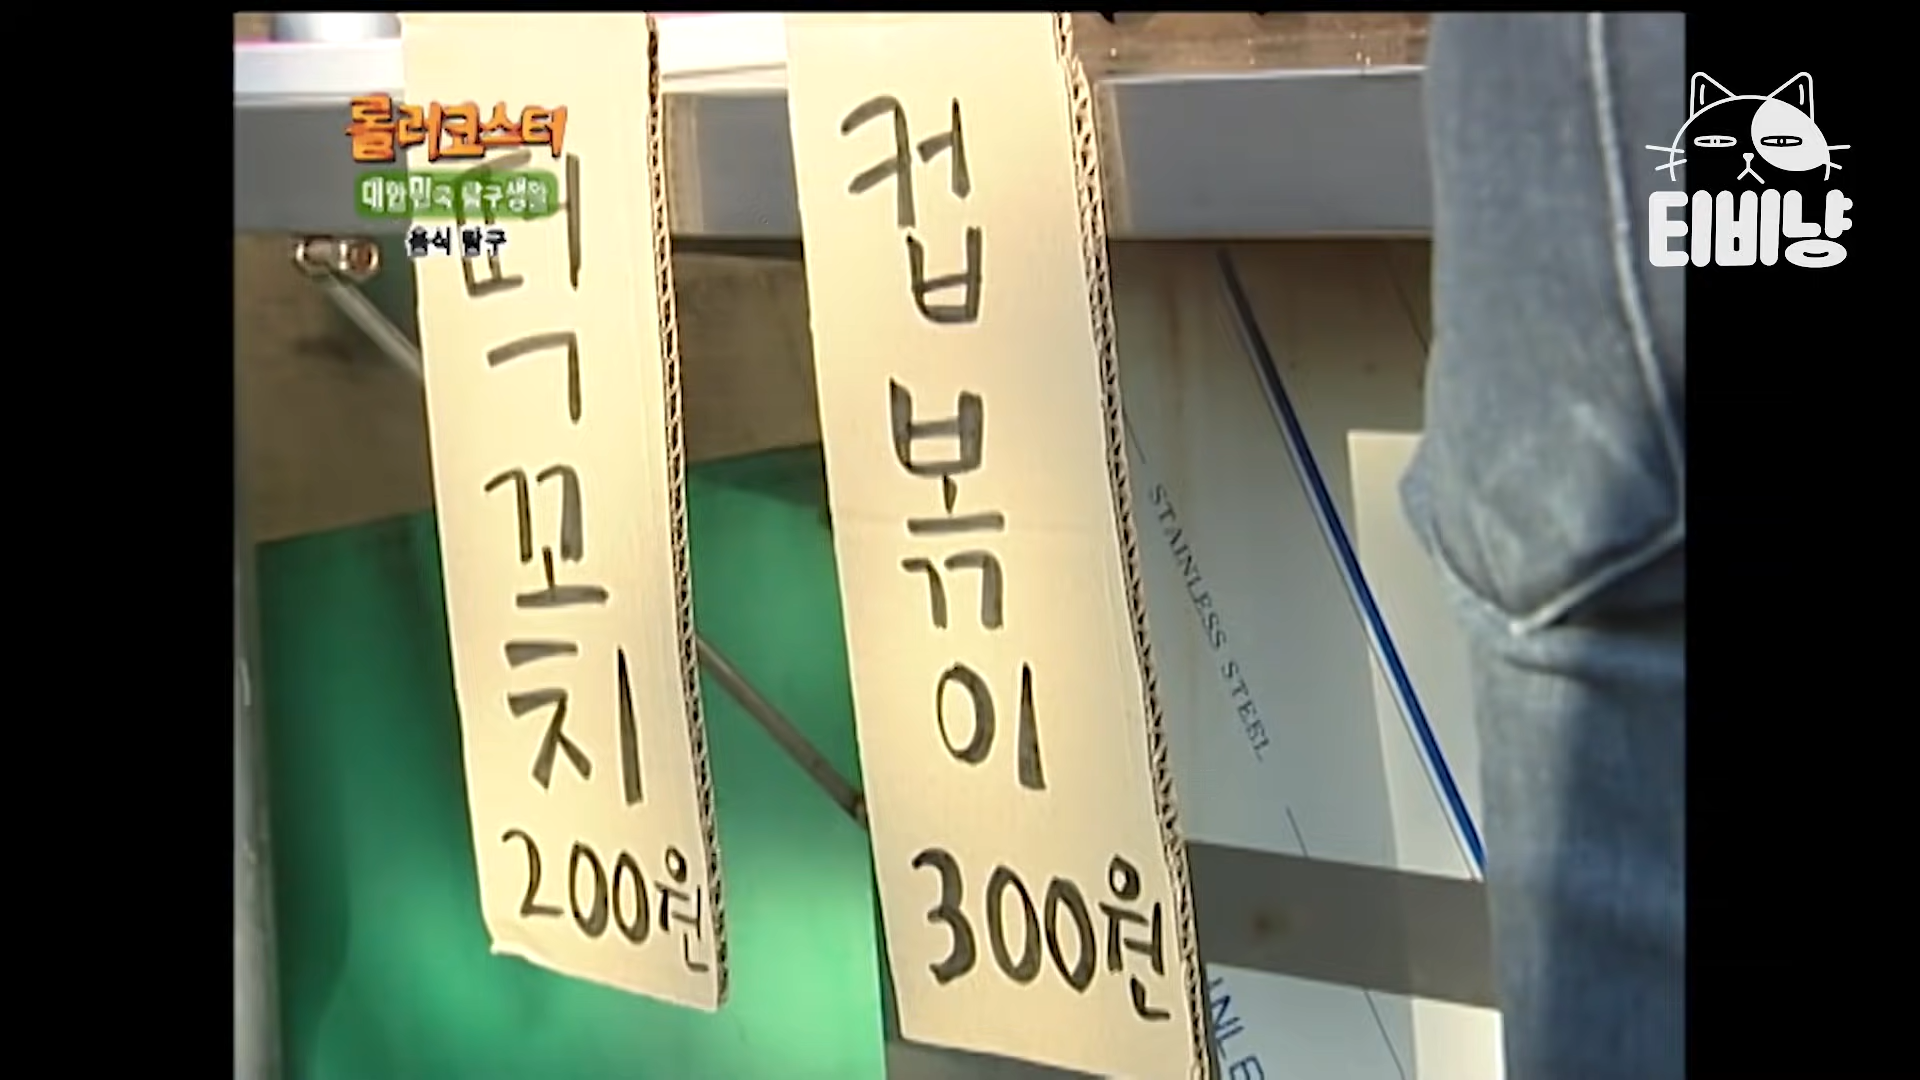 롤러코스터
대한민국 탐구생활
음식 탐구
티비냥
떡꼬치
200원
컵볶이
300원
STAINLESS STEEL